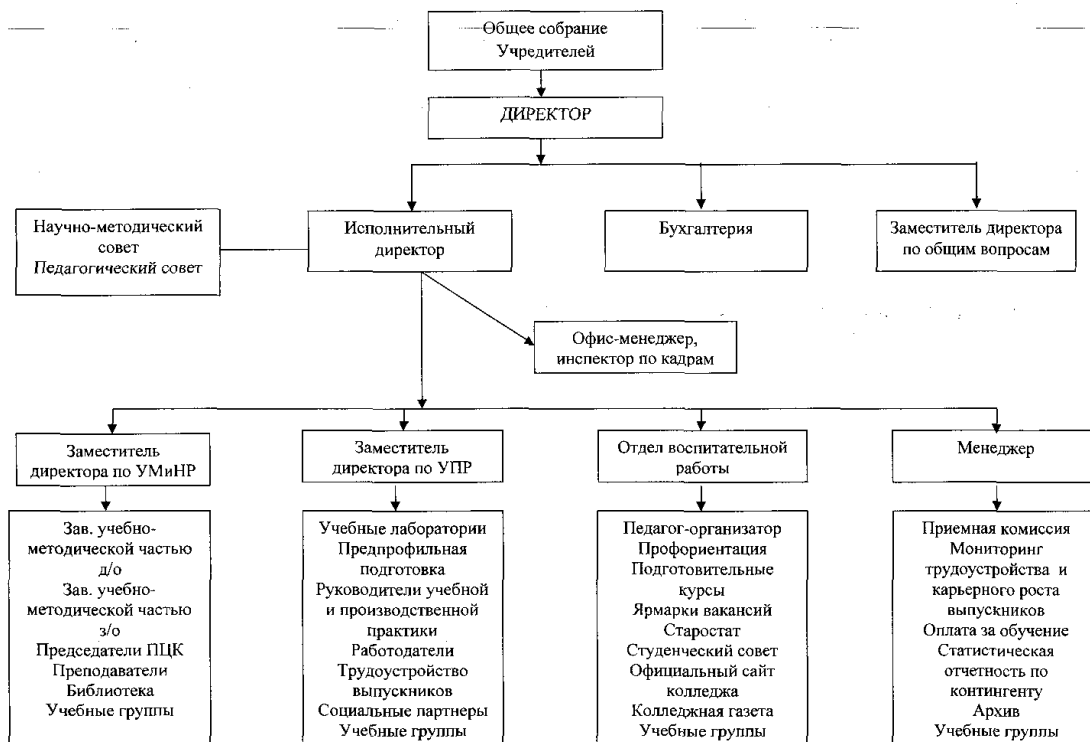 Общее собрание
Учредителей
ДИРЕКТОР
Научно-методический
совет
Педагогический совет
Исполнительный
директор
Бухгалтерия
Заместитель директора
по общим вопросам
Офис-менеджер,
инспектор по кадрам
Заместитель
директора по УМиНР
Заместитель
директора по УПР
Отдел воспитательной
работы
Менеджер
Зав. учебно-
методической частью
д/о
Зав. учебно-
методической частью
з/о
Председатели ПЦК
Преподаватели
Библиотека
Учебные группы
Учебные лаборатории
Предпрофильная
подготовка
Руководители учебной
и производственной
практики
Работодатели
Трудоустройство
выпускников
Социальные партнеры
Учебные группы
Педагог-организатор
Профориентация
Подготовительные
курсы
Ярмарки вакансий
Старостат
Студенческий совет
Официальный сайт
колледжа
Колледжная газета
Учебные группы
Приемная комиссия
Мониторинг
трудоустройства и
карьерного роста
выпускников
Оплата за обучение
Статистическая
отчетность по
контингенту
Архив
Учебные группы